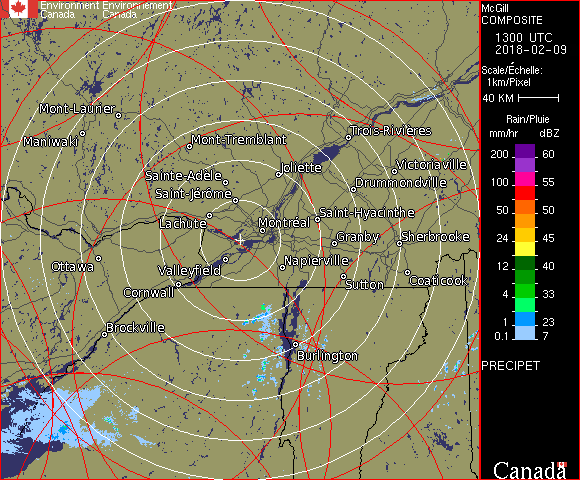 Environment Environnement
Canada Canada
McGill
COMPOSITE
1300 UTC
2018-02-09
Scale/Échelle:
1km/Pixel
40 KM
Rain/Pluie
mm/hr dBZ
200 60
100 55
50 50
24 45
12 40
4 33
1 23
0.1 7
PRECIPET
Canada
Mont-Laurier
Maniwaki
Mont-Tremblant
Trois-Rivières
Sainte-Adèle
Joliette
Victoriaville
Saint-Jérôme
Drummondville
Lachute
Montréal
Saint-Hyacinthe
Granby
Sherbrooke
Ottawa
Valleyfield
Napierville
Cornwall
Sutton
Coaticook
Brockville
Burlington